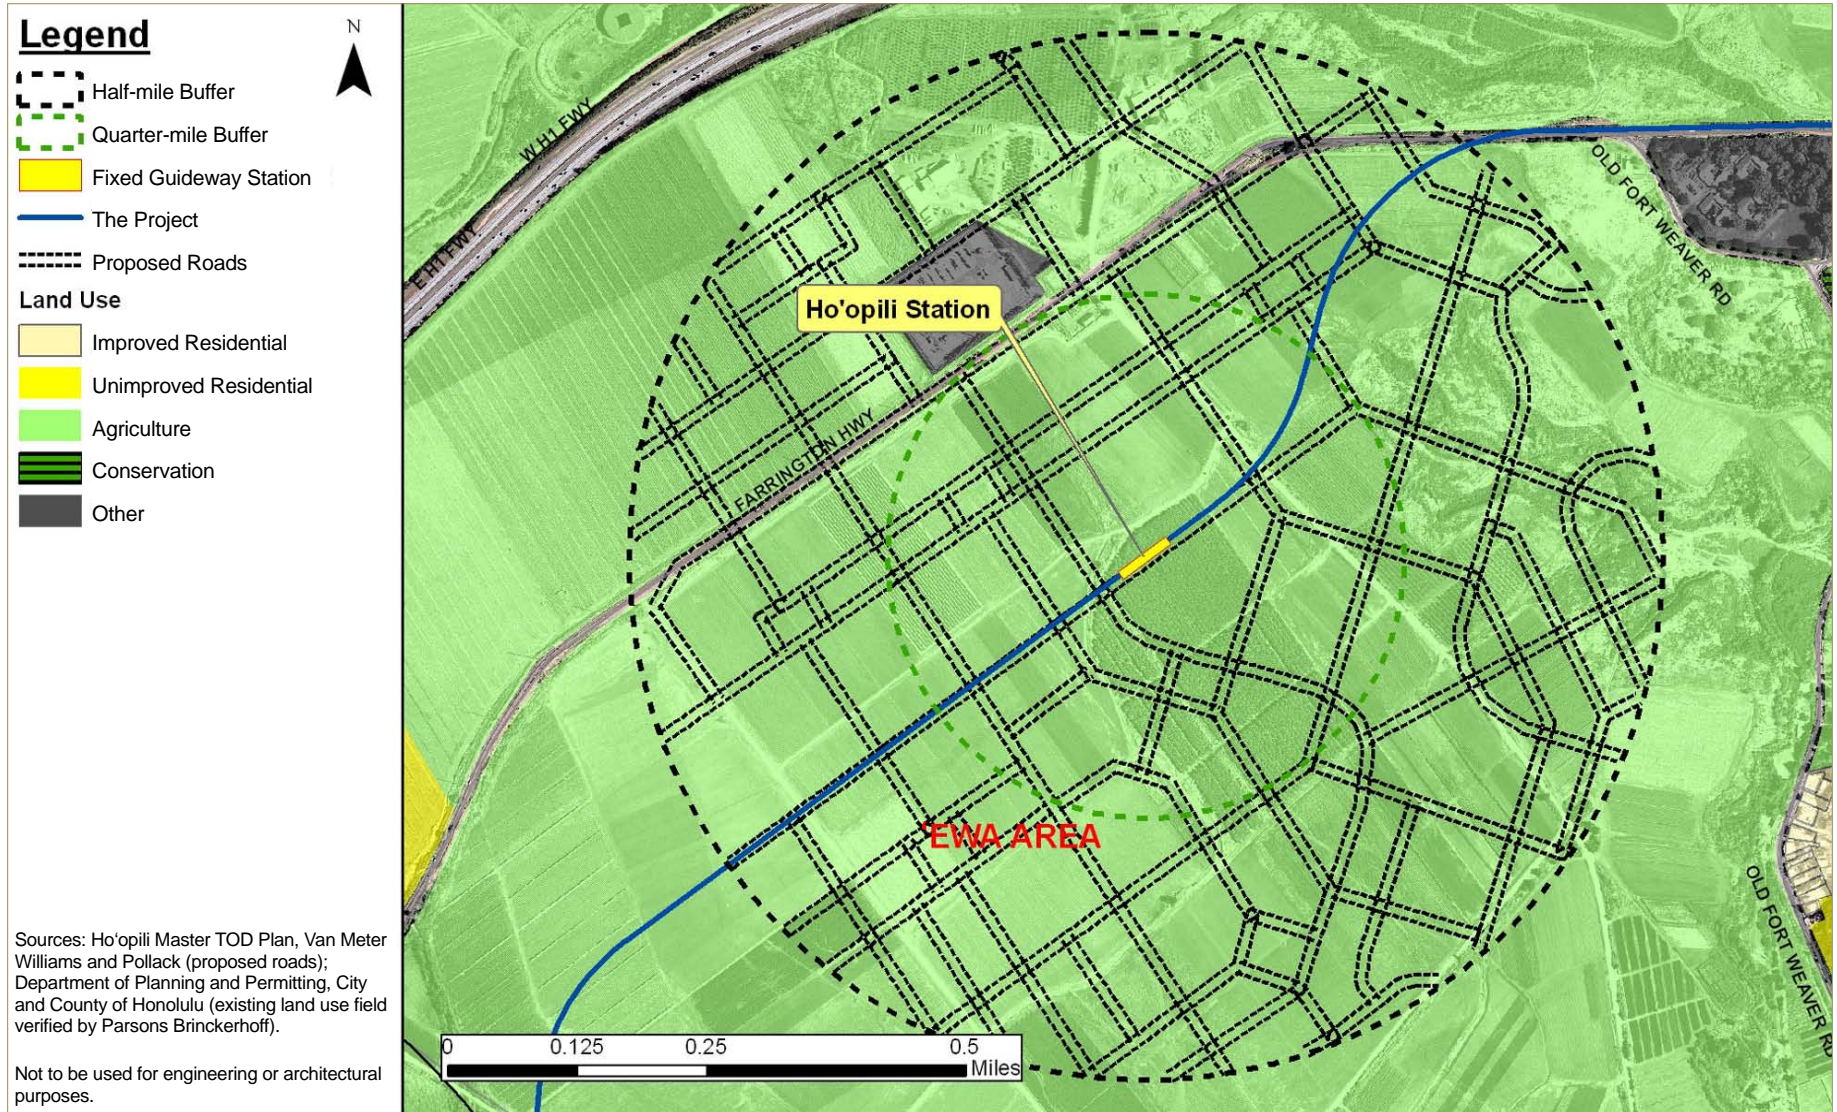 Legend
N
Half-mile Buffer
Quarter-mile Buffer
Fixed Guideway Station
The Project
Proposed Roads
Land Use
Improved Residential
Unimproved Residential
Agriculture
Conservation
Other
Sources: Hoʻopili Master TOD Plan, Van Meter
Williams and Pollack (proposed roads);
Department of Planning and Permitting, City
and County of Honolulu (existing land use field
verified by Parsons Brinckerhoff).
Not to be used for engineering or architectural
purposes.
W H1 FWY
E H1 FWY
OLD FORT WEAVER RD
Ho'opili Station
FARRINGTON HWY
'EWA AREA
OLD FORT WEAVER RD
0 0.125 0.25 0.5
Miles